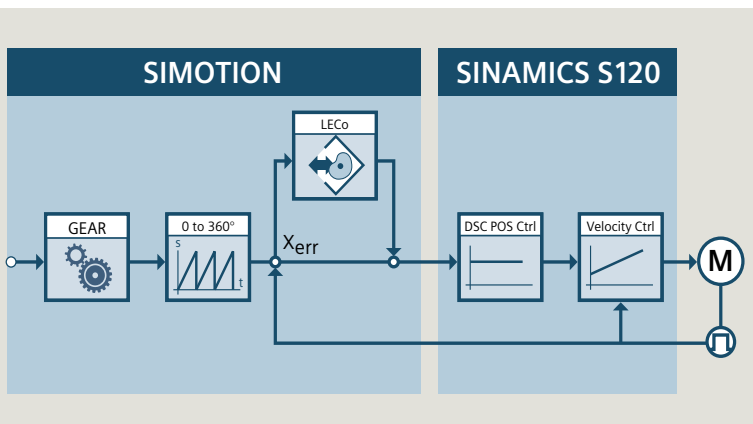 SIMOTION
SINAMICS S120
LECo
GEAR
0 to 360°
s
t
Xerr
DSC POS Ctrl
Velocity Ctrl
M